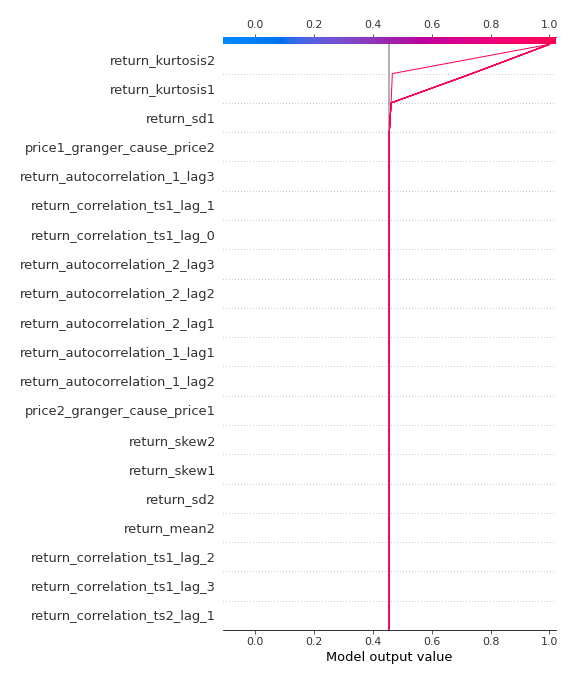 0.0 0.2 0.4 0.6 0.8 1.0
return_kurtosis2
return_kurtosis1
return_sd1
price1_granger_cause_price2
return_autocorrelation_1_lag3
return_correlation_ts1_lag_1
return_correlation_ts1_lag_0
return_autocorrelation_2_lag3
return_autocorrelation_2_lag2
return_autocorrelation_2_lag1
return_autocorrelation_1_lag1
return_autocorrelation_1_lag2
price2_granger_cause_price1
return_skew2
return_skew1
return_sd2
return_mean2
return_correlation_ts1_lag_2
return_correlation_ts1_lag_3
return_correlation_ts2_lag_1
0.0 0.2 0.4 0.6 0.8 1.0
Model output value